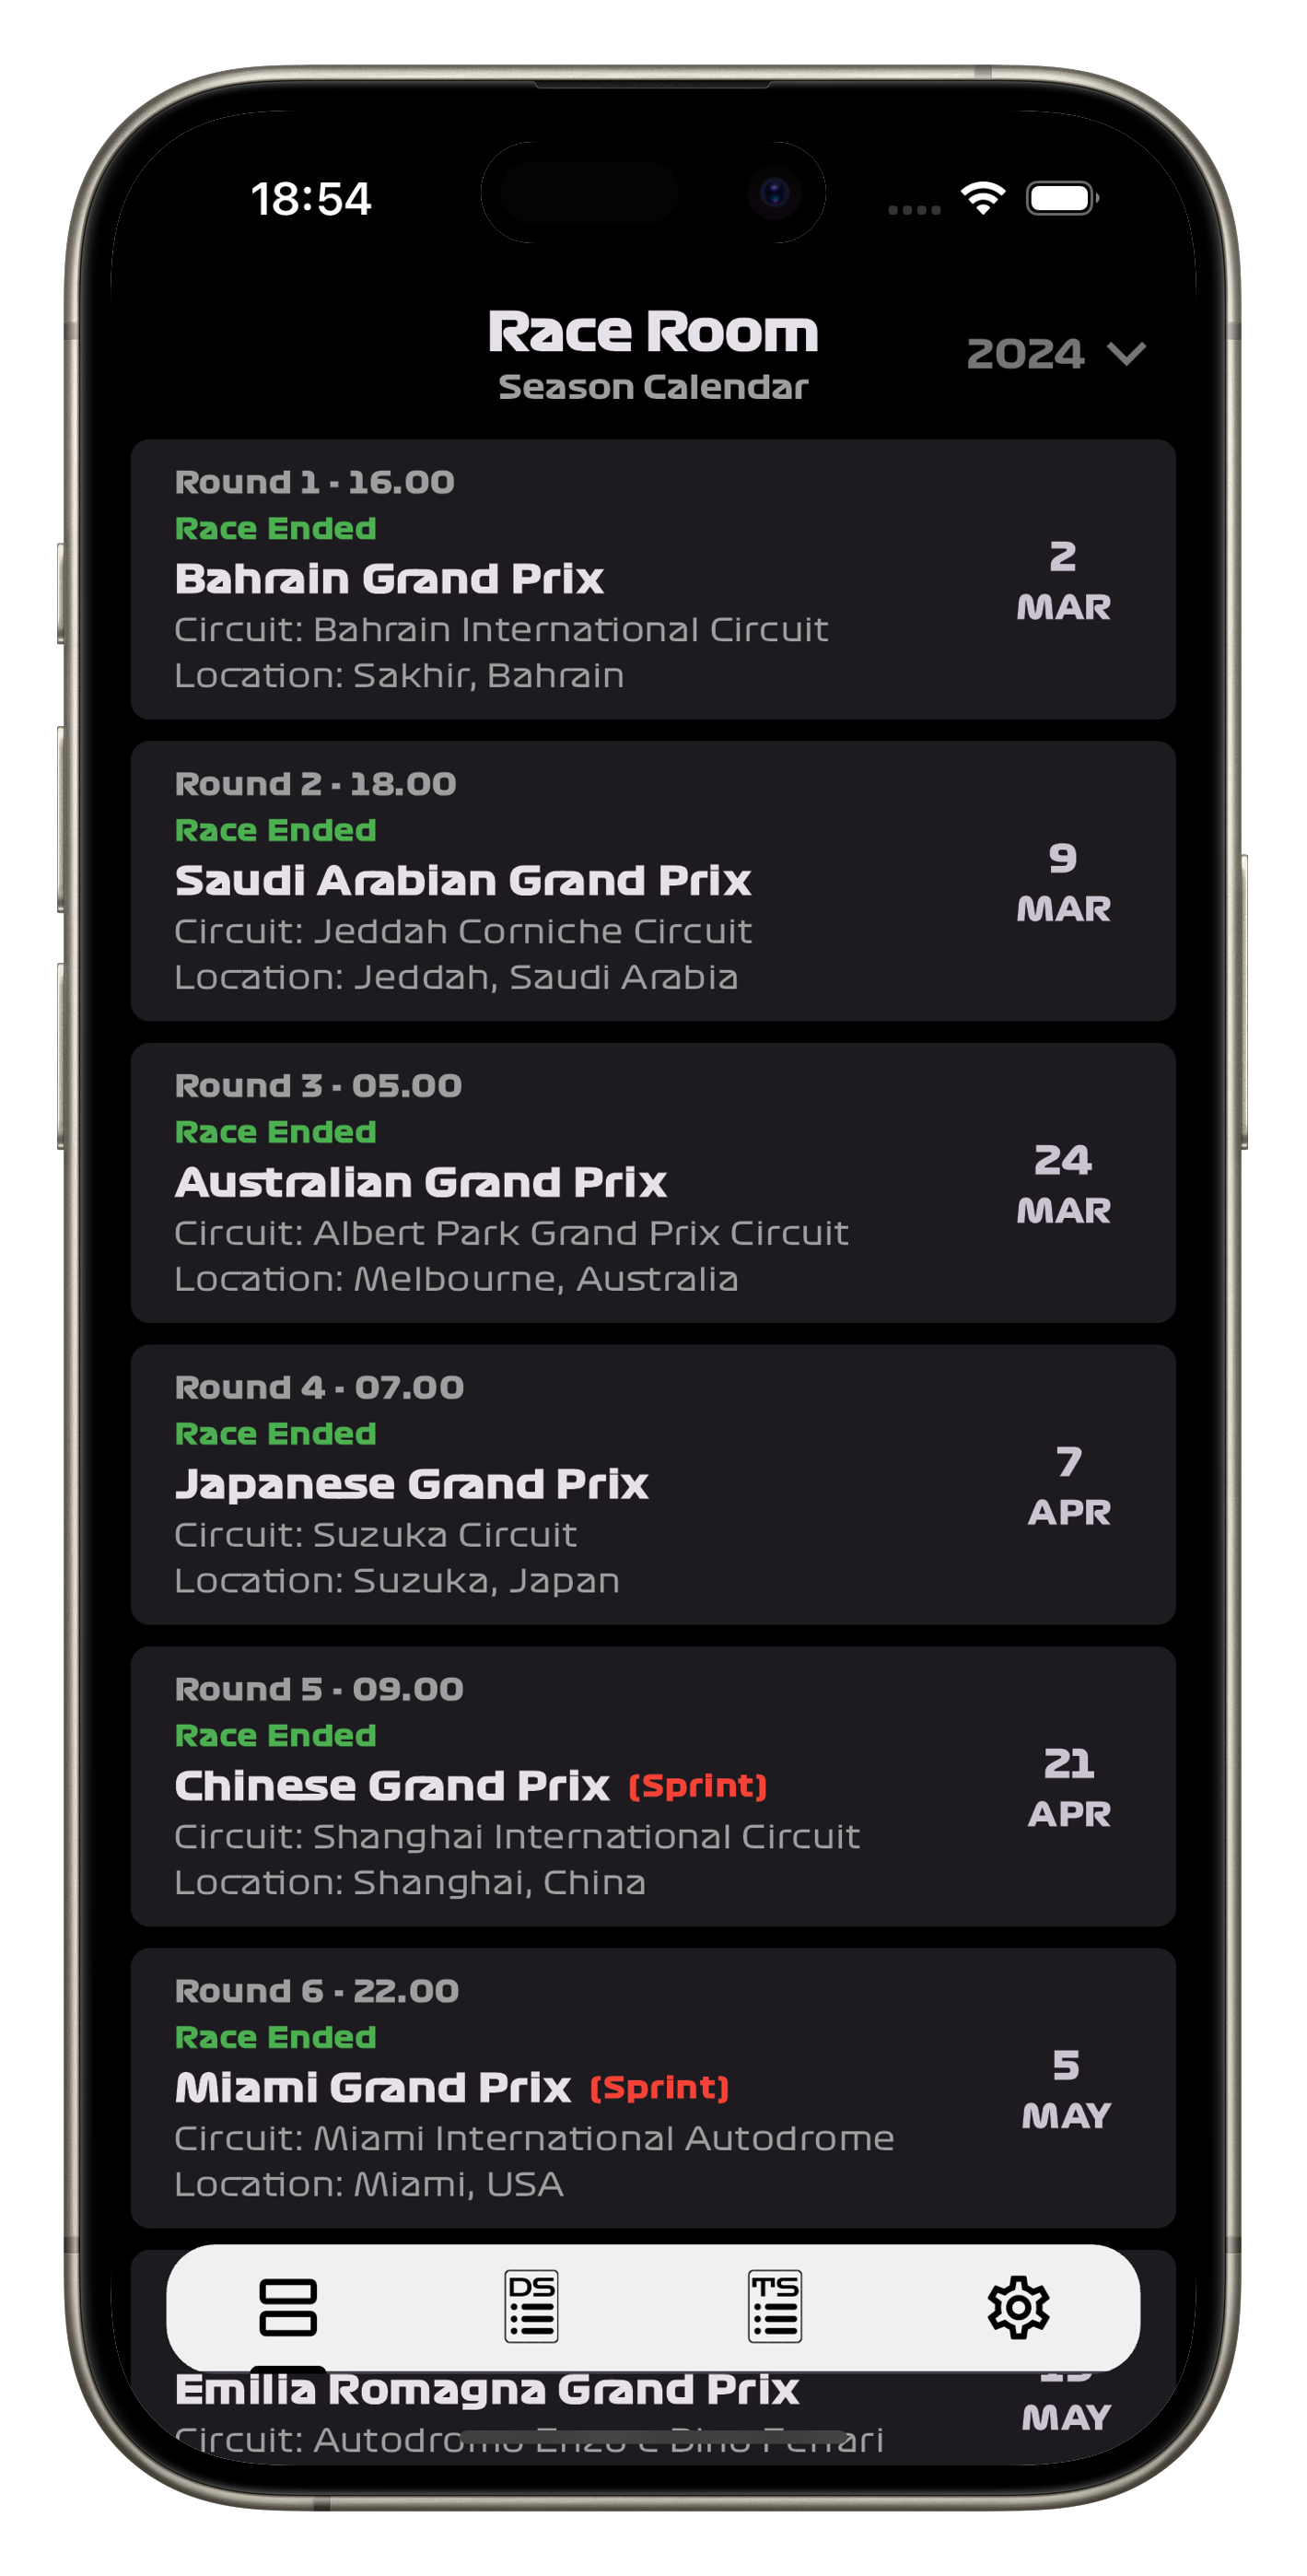 18:54
Race Room
Season Calendar
2024
Round 1 - 16.00
Race Ended
Bahrain Grand Prix
Circuit: Bahrain International Circuit
Location: Sakhir, Bahrain
2
MAR
Round 2 - 18.00
Race Ended
Saudi Arabian Grand Prix
Circuit: Jeddah Corniche Circuit
Location: Jeddah, Saudi Arabia
9
MAR
Round 3 - 05.00
Race Ended
Australian Grand Prix
Circuit: Albert Park Grand Prix Circuit
Location: Melbourne, Australia
24
MAR
Round 4 - 07.00
Race Ended
Japanese Grand Prix
Circuit: Suzuka Circuit
Location: Suzuka, Japan
7
APR
Round 5 - 09.00
Race Ended
Chinese Grand Prix (Sprint)
Circuit: Shanghai International Circuit
Location: Shanghai, China
21
APR
Round 6 - 22.00
Race Ended
Miami Grand Prix (Sprint)
Circuit: Miami International Autodrome
Location: Miami, USA
5
MAY
DS
TS
Emilia Romagna Grand Prix
MAY
Circuit: Autodromo Enzo e Dino Ferrari